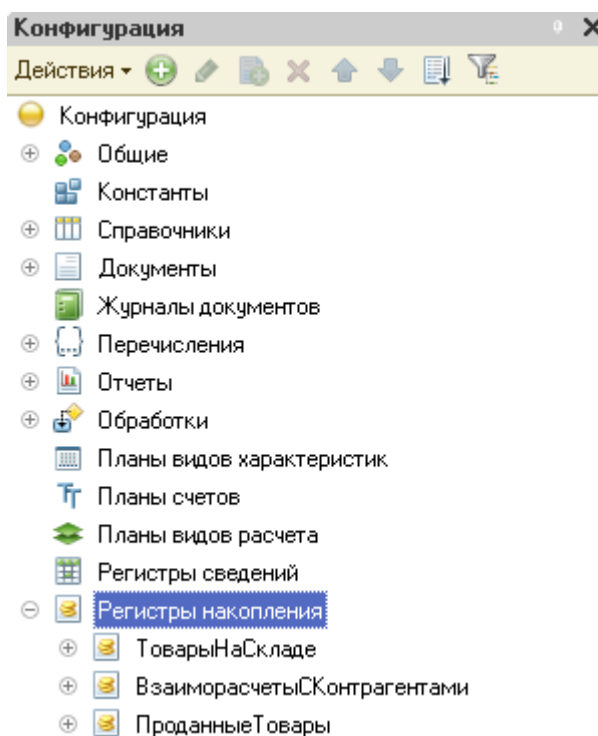 Конфигурация
Действия
Конфигурация
Общие
Константы
Справочники
Документы
Журналы документов
Перечисления
Отчеты
Обработки
Планы видов характеристик
Планы счетов
Планы видов расчета
Регистры сведений
Регистры накопления
ТоварыНаСкладе
ВзаиморасчетыСКонтрагентами
ПроданныеТовары